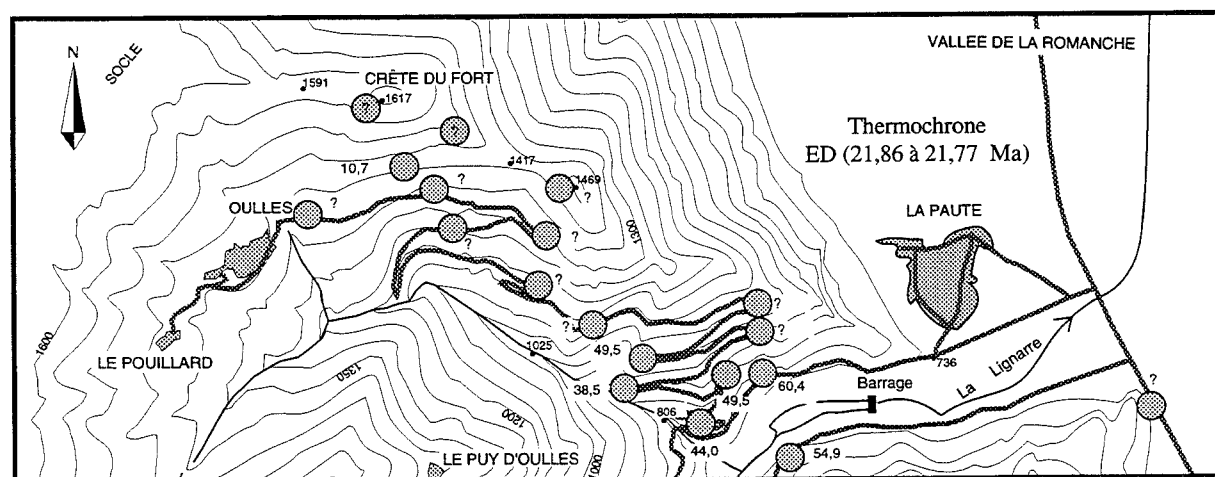 N
SOCLE
1591
CRÊTE DU FORT
VALLEE DE LA ROMANCHE
?
1617
?
Thermochrone
ED (21,86 à 21,77 Ma)
10,7
1417
?
1469
?
OULLES
?
LA PAUTE
?
?
1300
?
1600
?
?
?
LE POUILLARD
1025
49,5
1350
736
La Lignarre
38,5
49,5
60,4
Barrage
?
1200
806
LE PUY D'OULLES
1000
44,0
54,9